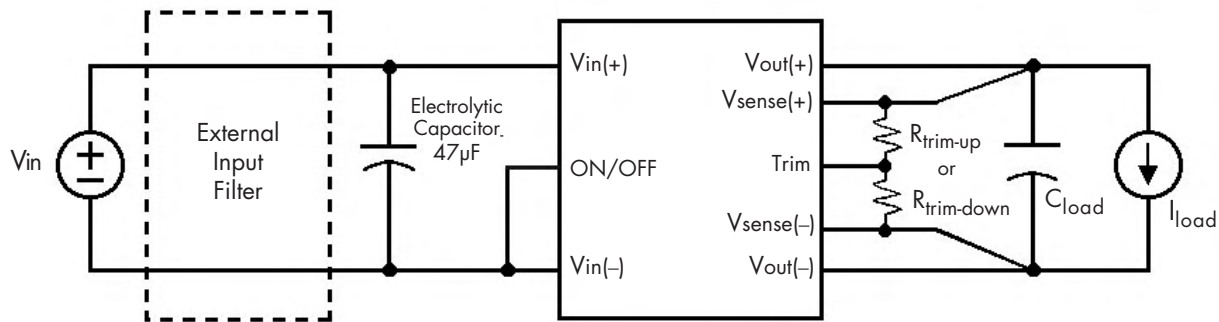 Vin
External
Input
Filter
Electrolytic
Capacitor.
47µF
Vin(+)
ON/OFF
Vin(–)
Vout(+)
Vsense(+)
Trim
Vsense(–)
Vout(–)
Rtrim-up
or
Rtrim-down
Cload
Iload